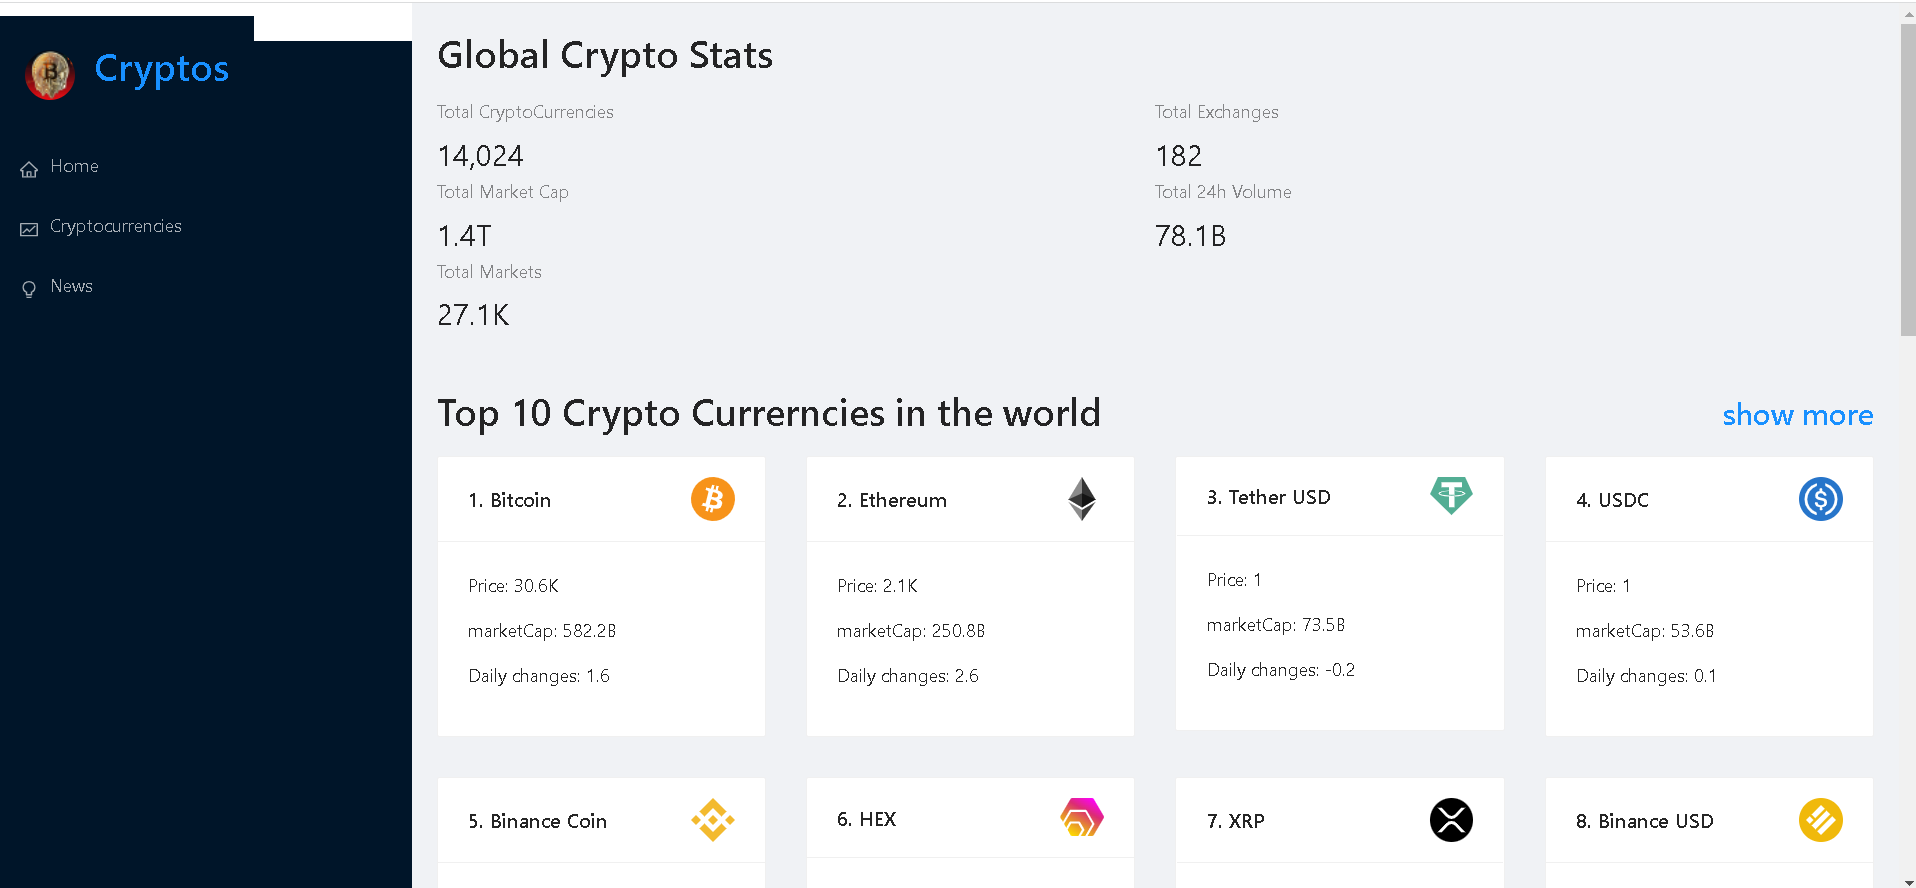 Cryptos
Home
Cryptocurrencies
News
Global Crypto Stats
Total CryptoCurrencies
14,024
Total Exchanges
182
Total Market Cap
1.4T
Total 24h Volume
78.1B
Total Markets
27.1K
Top 10 Crypto Currerncies in the world
show more
1. Bitcoin
Price: 30.6K
marketCap: 582.2B
Daily changes: 1.6
2. Ethereum
Price: 2.1K
marketCap: 250.8B
Daily changes: 2.6
3. Tether USD
Price: 1
marketCap: 73.5B
Daily changes: -0.2
4. USDC
Price: 1
marketCap: 53.6B
Daily changes: 0.1
5. Binance Coin
6. HEX
7. XRP
8. Binance USD